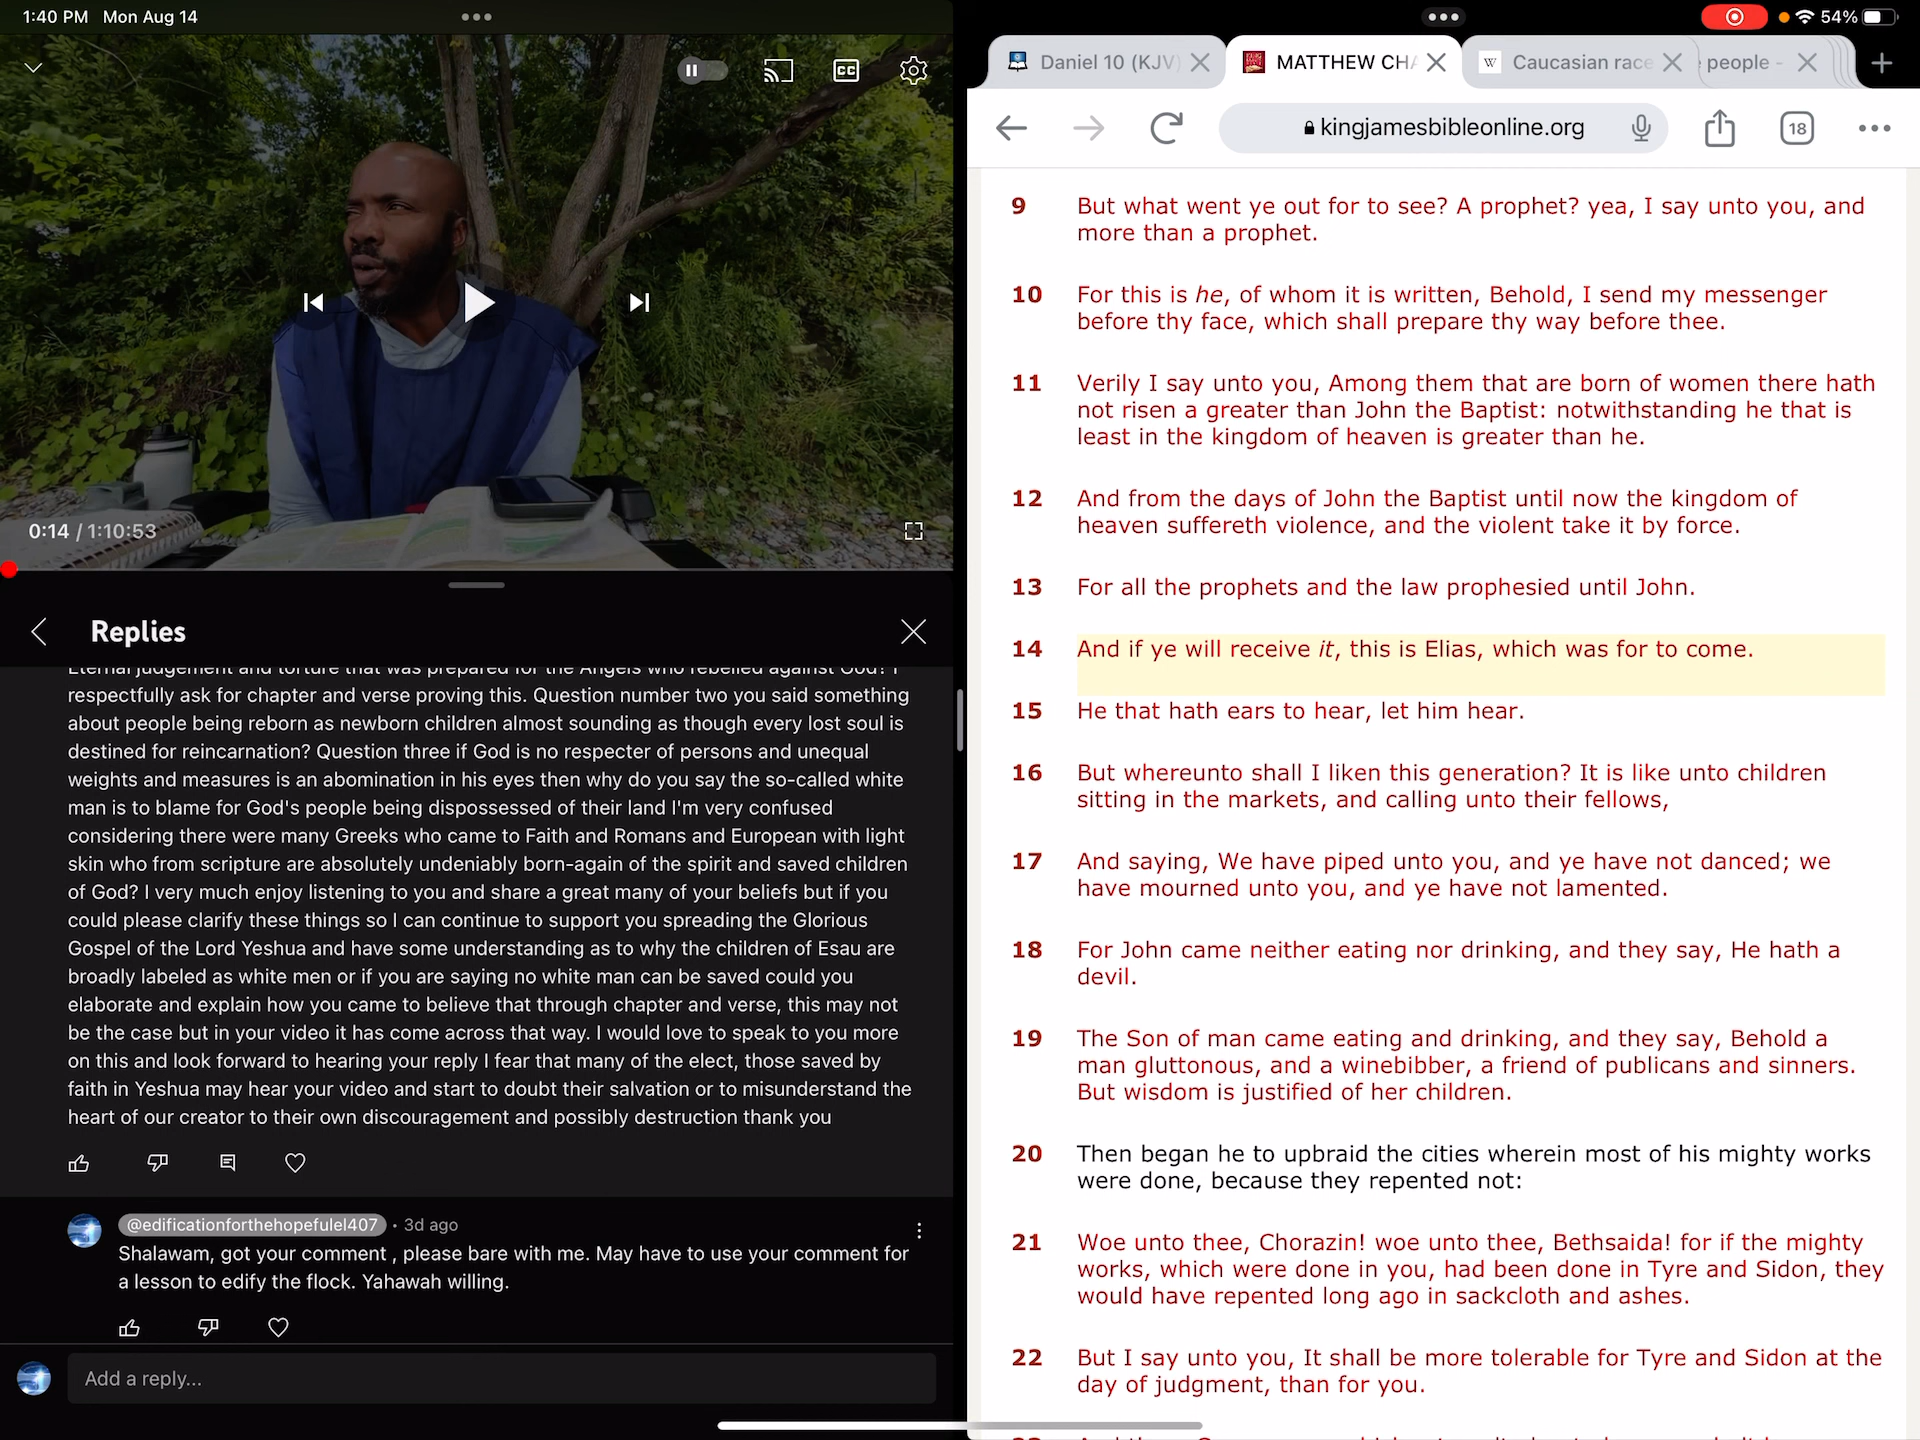 1:40 PM Mon Aug 14
CC
0:14 / 1:10:53
Replies
Eternal judgement and torture that was prepared for the Angels who rebelled against God? I
respectfully ask for chapter and verse proving this. Question number two you said something
about people being reborn as newborn children almost sounding as though every lost soul is
destined for reincarnation? Question three if God is no respecter of persons and unequal
weights and measures is an abomination in his eyes then why do you say the so-called white
man is to blame for God's people being dispossessed of their land I'm very confused
considering there were many Greeks who came to Faith and Romans and European with light
skin who from scripture are absolutely undeniably born-again of the spirit and saved children
of God? I very much enjoy listening to you and share a great many of your beliefs but if you
could please clarify these things so I can continue to support you spreading the Glorious
Gospel of the Lord Yeshua and have some understanding as to why the children of Esau are
broadly labeled as white men or if you are saying no white man can be saved could you
elaborate and explain how you came to believe that through chapter and verse, this may not
be the case but in your video it has come across that way. I would love to speak to you more
on this and look forward to hearing your reply I fear that many of the elect, those saved by
faith in Yeshua may hear your video and start to doubt their salvation or to misunderstand the
heart of our creator to their own discouragement and possibly destruction thank you
@edificationforthehopefulel407 • 3d ago
Shalawam, got your comment , please bare with me. May have to use your comment for
a lesson to edify the flock. Yahawah willing.
Add a reply...
54%
Daniel 10 (KJV)
MATTHEW CHA
W Caucasian race
people -
kingjamesbibleonline.org
18
9 But what went ye out for to see? A prophet? yea, I say unto you, and
more than a prophet.
10 For this is he, of whom it is written, Behold, I send my messenger
before thy face, which shall prepare thy way before thee.
11 Verily I say unto you, Among them that are born of women there hath
not risen a greater than John the Baptist: notwithstanding he that is
least in the kingdom of heaven is greater than he.
12 And from the days of John the Baptist until now the kingdom of
heaven suffereth violence, and the violent take it by force.
13 For all the prophets and the law prophesied until John.
14 And if ye will receive it, this is Elias, which was for to come.
15 He that hath ears to hear, let him hear.
16 But whereunto shall I liken this generation? It is like unto children
sitting in the markets, and calling unto their fellows,
17 And saying, We have piped unto you, and ye have not danced; we
have mourned unto you, and ye have not lamented.
18 For John came neither eating nor drinking, and they say, He hath a
devil.
19 The Son of man came eating and drinking, and they say, Behold a
man gluttonous, and a winebibber, a friend of publicans and sinners.
But wisdom is justified of her children.
20 Then began he to upbraid the cities wherein most of his mighty works
were done, because they repented not:
21 Woe unto thee, Chorazin! woe unto thee, Bethsaida! for if the mighty
works, which were done in you, had been done in Tyre and Sidon, they
would have repented long ago in sackcloth and ashes.
22 But I say unto you, It shall be more tolerable for Tyre and Sidon at the
day of judgment, than for you.